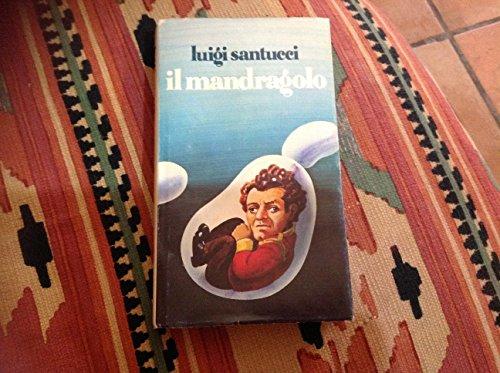 luigi santucci
il mandragolo